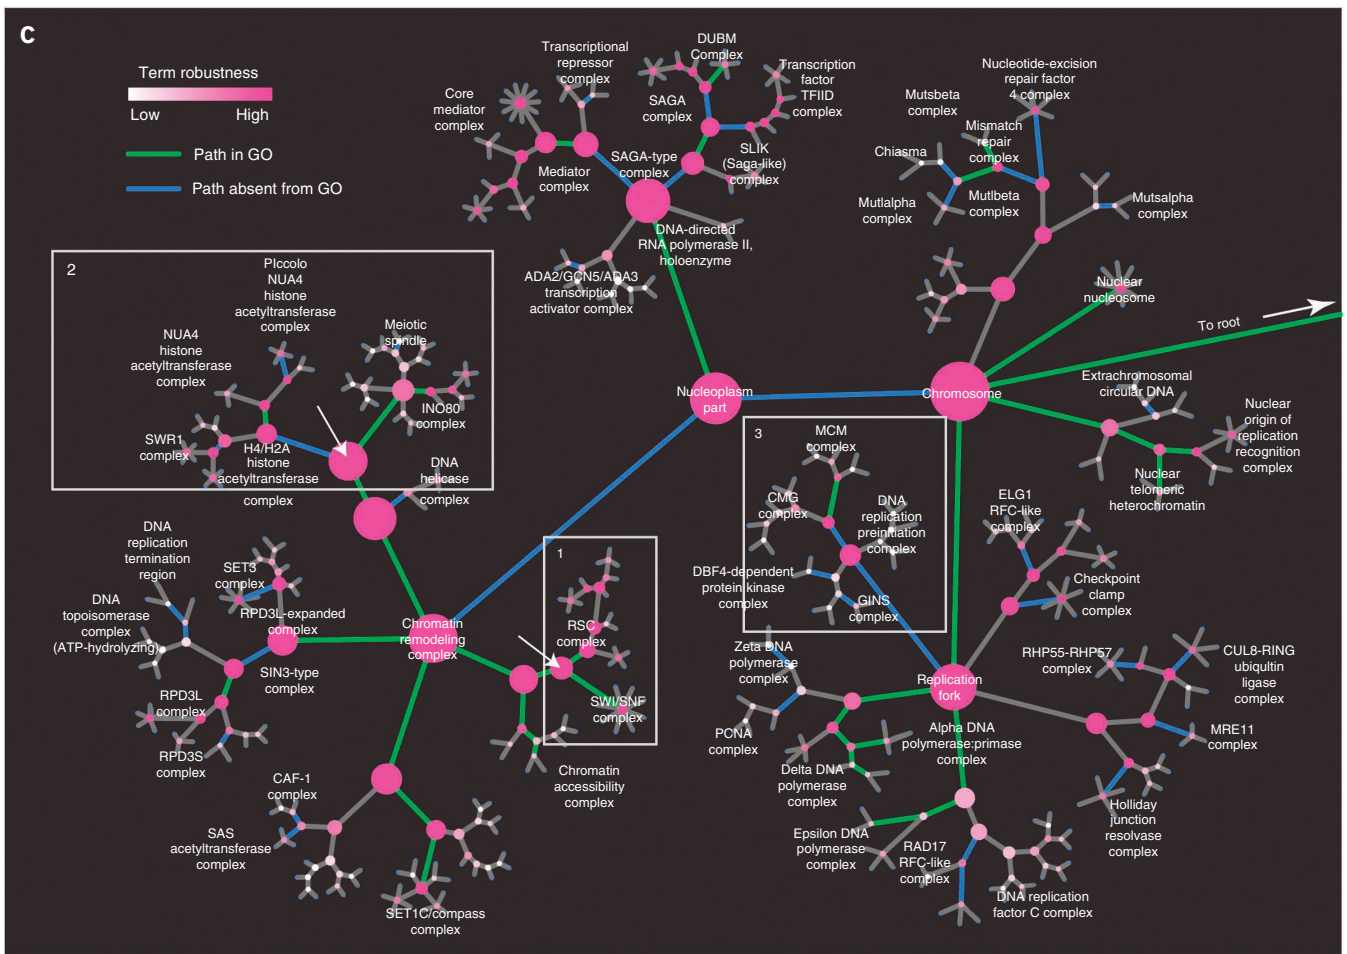 c
Term robustness
Low
High
Path in GO
Path absent from GO
Core
mediator
complex
Transcriptional
repressor
complex
DUBM
Complex
SAGA
complex
Transcription
factor
TFIID
complex
Mediator
complex
SAGA-type
complex
SLIK
(Saga-like)
complex
DNA-directed
RNA polymerase II,
holoenzyme
ADA2/GCN5/ADA3
transcription
activator complex
Nucleotide-excision
repair factor
4 complex
Mutsbeta
complex
Mismatch
repair
complex
Chiasma
Mutlalpha
complex
Mutlbeta
complex
Mutsalpha
complex
Nuclear
nucleosome
To root
2
PIccolo
NUA4
histone
acetyltransferase
complex
NUA4
histone
acetyltransferase
complex
Meiotic
spindle
INO80
complex
SWR1
complex
H4/H2A
histone
acetyltransferase
complex
DNA
helicase
complex
Nucleoplasm
part
Chromosome
Extrachromosomal
circular DNA
Nuclear
origin of
replication
recognition
complex
Nuclear
telomeric
heterochromatin
3
MCM
complex
CMG
complex
DNA
replication
preinitiation
complex
DBF4-dependent
protein kinase
complex
GINS
complex
ELG1
RFC-like
complex
Checkpoint
clamp
complex
DNA
replication
termination
region
SET3
complex
DNA
topoisomerase
complex
(ATP-hydrolyzing)
RPD3L-expanded
complex
SIN3-type
complex
RPD3L
complex
RPD3S
complex
Chromatin
remodeling
complex
1
RSC
complex
SWI/SNF
complex
Chromatin
accessibility
complex
CAF-1
complex
SAS
acetyltransferase
complex
SET1C/compass
complex
Zeta DNA
polymerase
complex
PCNA
complex
Replication
fork
Alpha DNA
polymerase:primase
complex
Delta DNA
polymerase
complex
Epsilon DNA
polymerase
complex
RAD17
RFC-like
complex
DNA replication
factor C complex
RHP55-RHP57
complex
CUL8-RING
ubiqultin
ligase
complex
MRE11
complex
Holliday
junction
resolvase
complex